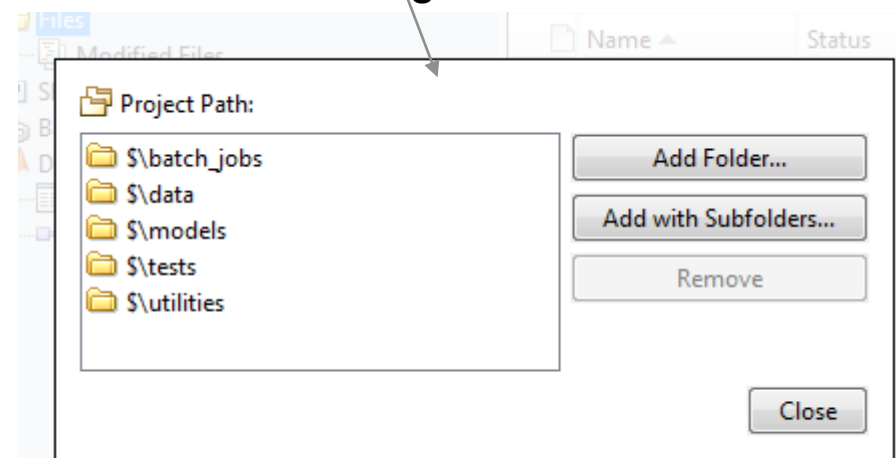 Files
Name
Status
Modified Files
Project Path:
$\batch_jobs
$\data
$\models
$\tests
$\utilities
Add Folder...
Add with Subfolders...
Remove
Close